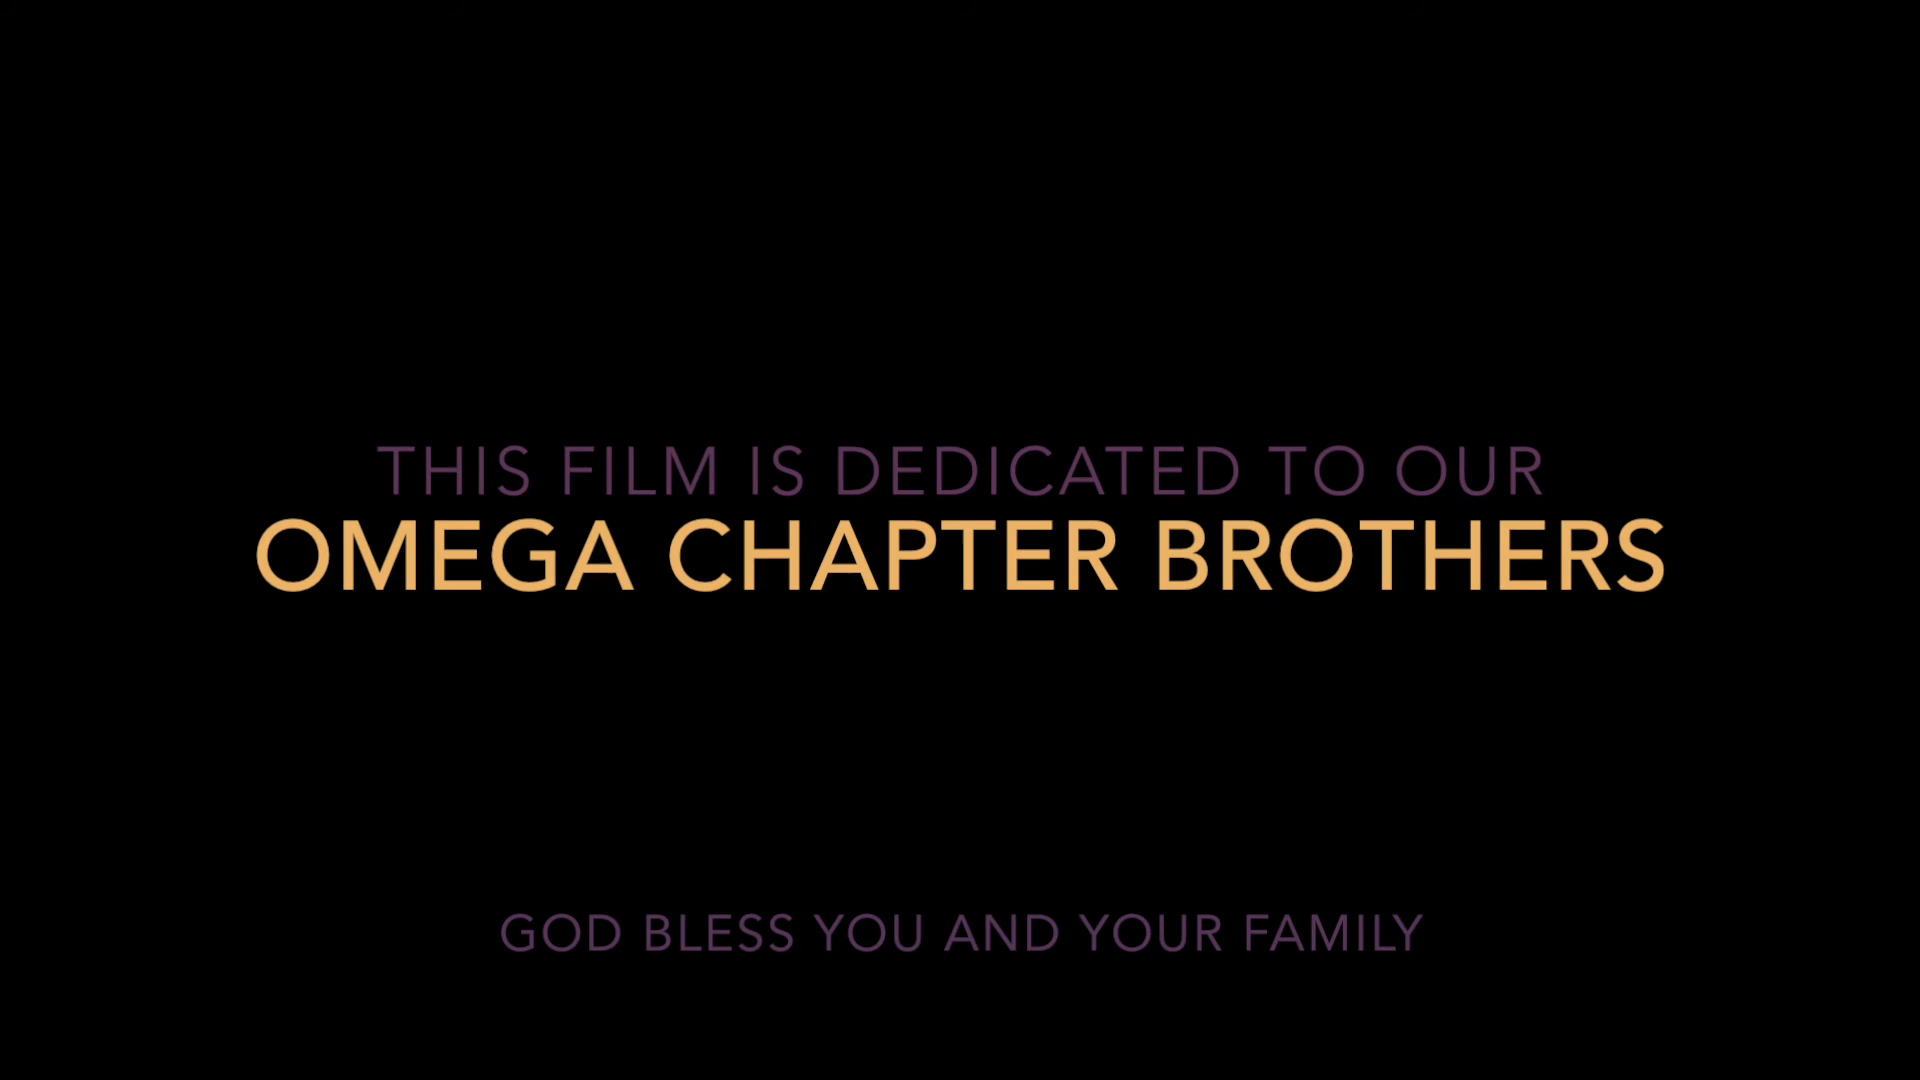 THIS FILM IS DEDICATED TO OUR
OMEGA CHAPTER BROTHERS
GOD BLESS YOU AND YOUR FAMILY